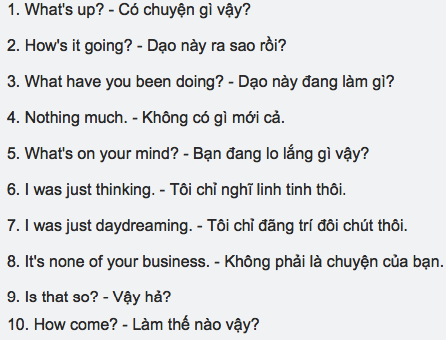 1. What's up? - Có chuyện gì vậy?
2. How's it going? - Dạo này ra sao rồi?
3. What have you been doing? - Dạo này đang làm gì?
4. Nothing much. - Không có gì mới cả.
5. What's on your mind? - Bạn đang lo lắng gì vậy?
6. I was just thinking. - Tôi chỉ nghĩ linh tinh thôi.
7. I was just daydreaming. - Tôi chỉ đãng trí đôi chút thôi.
8. It's none of your business. - Không phải là chuyện của bạn.
9. Is that so? - Vậy hả?
10. How come? - Làm thế nào vậy?